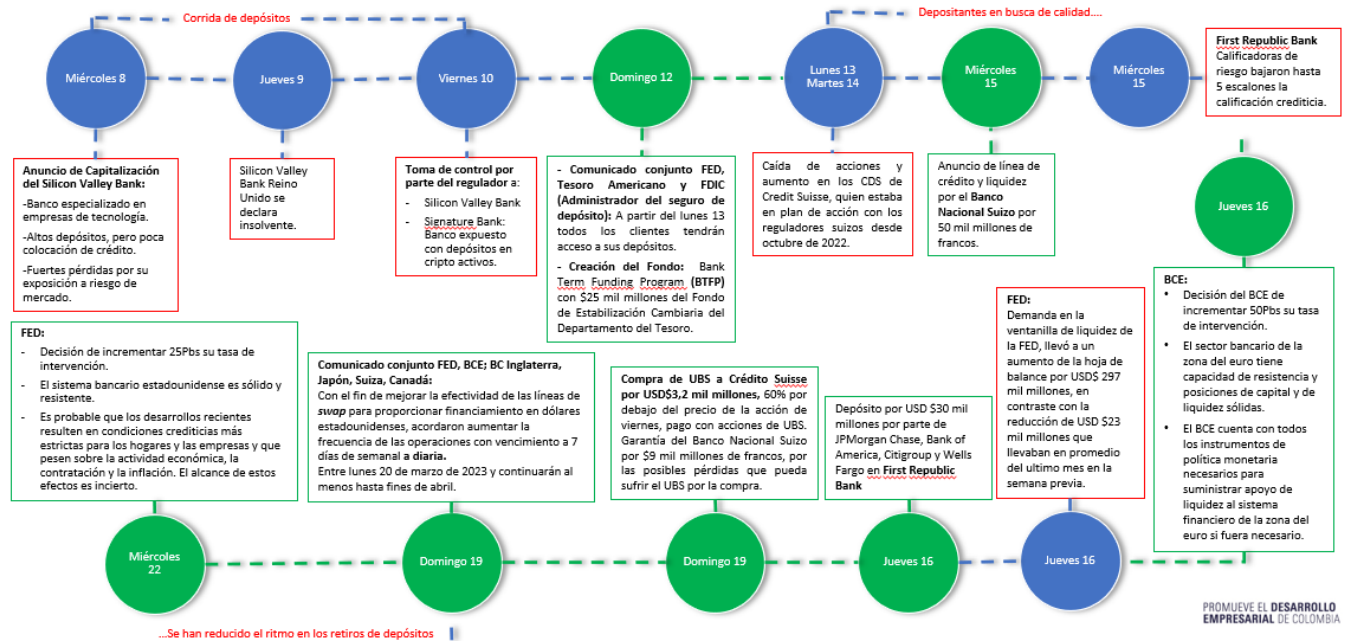 Corrida de depósitos
Depositantes en busca de calidad....
Miércoles 8
Jueves 9
Viernes 10
Domingo 12
Lunes 13
Martes 14
Miércoles
15
Miércoles
15
First Republic Bank
Calificadoras de
riesgo bajaron hasta
5 escalones la
calificación crediticia.
Anuncio de Capitalización
del Silicon Valley Bank:
-Banco especializado en
empresas de tecnología.
-Altos depósitos, pero poca
colocación de crédito.
-Fuertes pérdidas por su
exposición a riesgo de
mercado.
Silicon Valley
Bank Reino
Unido se
declara
insolvente.
Toma de control por
parte del regulador a:
- Silicon Valley Bank
- Signature Bank:
Banco expuesto
con depósitos en
cripto activos.
- Comunicado conjunto FED,
Tesoro Americano y FDIC
(Administrador del seguro de
depósito): A partir del lunes 13
todos los clientes tendrán
acceso a sus depósitos.
- Creación del Fondo: Bank
Term Funding Program (BTFP)
con $25 mil millones del Fondo
de Estabilización Cambiaria del
Departamento del Tesoro.
Caída de acciones y
aumento en los CDS de
Credit Suisse, quien estaba
en plan de acción con los
reguladores suizos desde
octubre de 2022.
Anuncio de línea de
crédito y liquidez
por el Banco
Nacional Suizo por
50 mil millones de
francos.
Jueves 16
BCE:
• Decisión del BCE de
incrementar 50Pbs su tasa
de intervención.
• El sector bancario de la
zona del euro tiene
capacidad de resistencia y
posiciones de capital y de
liquidez sólidas.
• El BCE cuenta con todos
los instrumentos de
política monetaria
necesarios para
suministrar apoyo de
liquidez al sistema
financiero de la zona del
euro si fuera necesario.
FED:
Demanda en la
ventanilla de liquidez de
la FED, llevó a un
aumento de la hoja de
balance por USD$ 297
mil millones, en
contraste con la
reducción de USD $23
mil millones que
llevaban en promedio
del ultimo mes en la
semana previa.
Jueves 16
Depósito por USD $30 mil
millones por parte de
JPMorgan Chase, Bank of
America, Citigroup y Wells
Fargo en First Republic
Bank
Jueves 16
Compra de UBS a Crédito Suisse
por USD$3,2 mil millones, 60% por
debajo del precio de la acción de
viernes, pago con acciones de UBS.
Garantía del Banco Nacional Suizo
por $9 mil millones de francos, por
las posibles pérdidas que pueda
sufrir el UBS por la compra.
Domingo 19
Comunicado conjunto FED, BCE; BC Inglaterra,
Japón, Suiza, Canadá:
Con el fin de mejorar la efectividad de las líneas de
swap para proporcionar financiamiento en dólares
estadounidenses, acordaron aumentar la
frecuencia de las operaciones con vencimiento a 7
días de semanal a diaria.
Entre lunes 20 de marzo de 2023 y continuarán al
menos hasta fines de abril.
Domingo 19
FED:
- Decisión de incrementar 25Pbs su tasa de
intervención.
- El sistema bancario estadounidense es sólido y
resistente.
- Es probable que los desarrollos recientes
resulten en condiciones crediticias más
estrictas para los hogares y las empresas y que
pesen sobre la actividad económica, la
contratación y la inflación. El alcance de estos
efectos es incierto.
Miércoles
22
...Se han reducido el ritmo en los retiros de depósitos
PROMUEVE EL DESARROLLO
EMPRESARIAL DE COLOMBIA